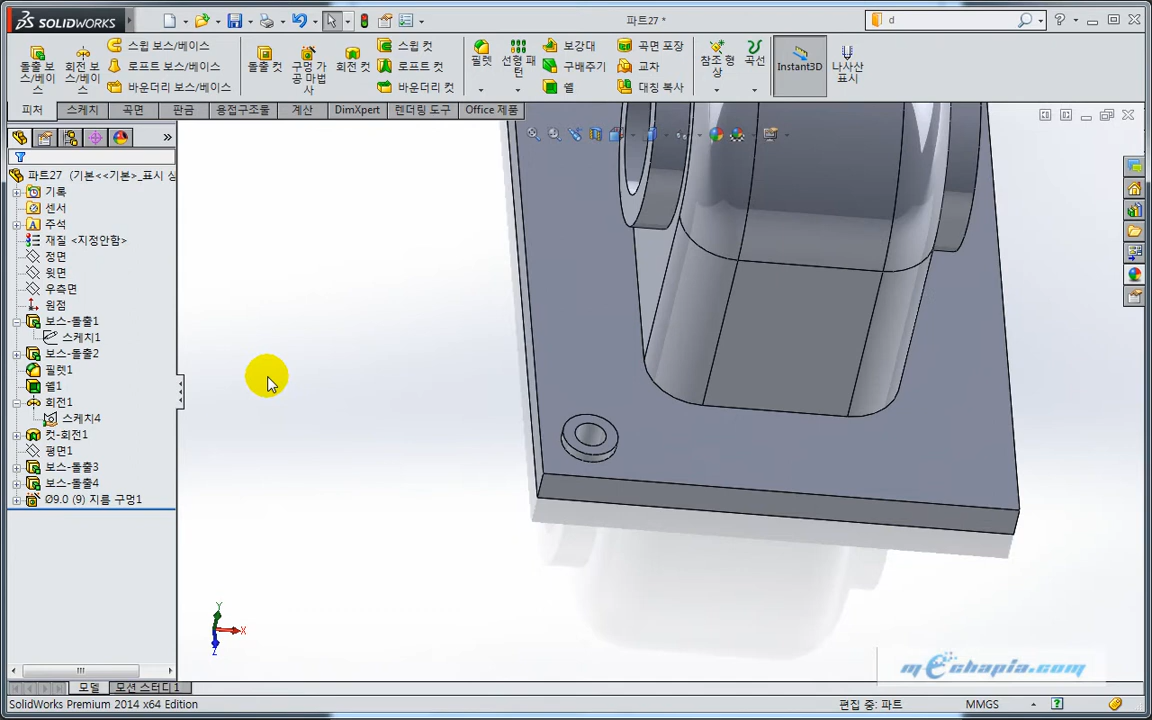 SOLIDWORKS
파트27 *
d
돌출 보스/베이스
회전 보스/베이스
스윕 보스/베이스
로프트 보스/베이스
바운더리 보스/베이스
돌출 컷
구멍 가공 마법사
회전 컷
스윕 컷
로프트 컷
바운더리 컷
필렛
선형 패턴
보강대
구배주기
쉘
곡면 포장
교차
대칭 복사
참조 형상
곡선
Instant3D
나사산 표시
피처
스케치
곡면
판금
용접구조물
계산
DimXpert
렌더링 도구
Office 제품
파트27 (기본<<기본>_표시 상
기록
센서
주석
재질 <지정안함>
정면
윗면
우측면
원점
보스-돌출1
스케치1
보스-돌출2
필렛1
쉘1
회전1
스케치4
컷-회전1
평면1
보스-돌출3
보스-돌출4
Ø9.0 (9) 지름 구멍1
Y
X
Z
mechapia.com
모델
모션 스터디 1
SolidWorks Premium 2014 x64 Edition
편집 중: 파트
MMGS